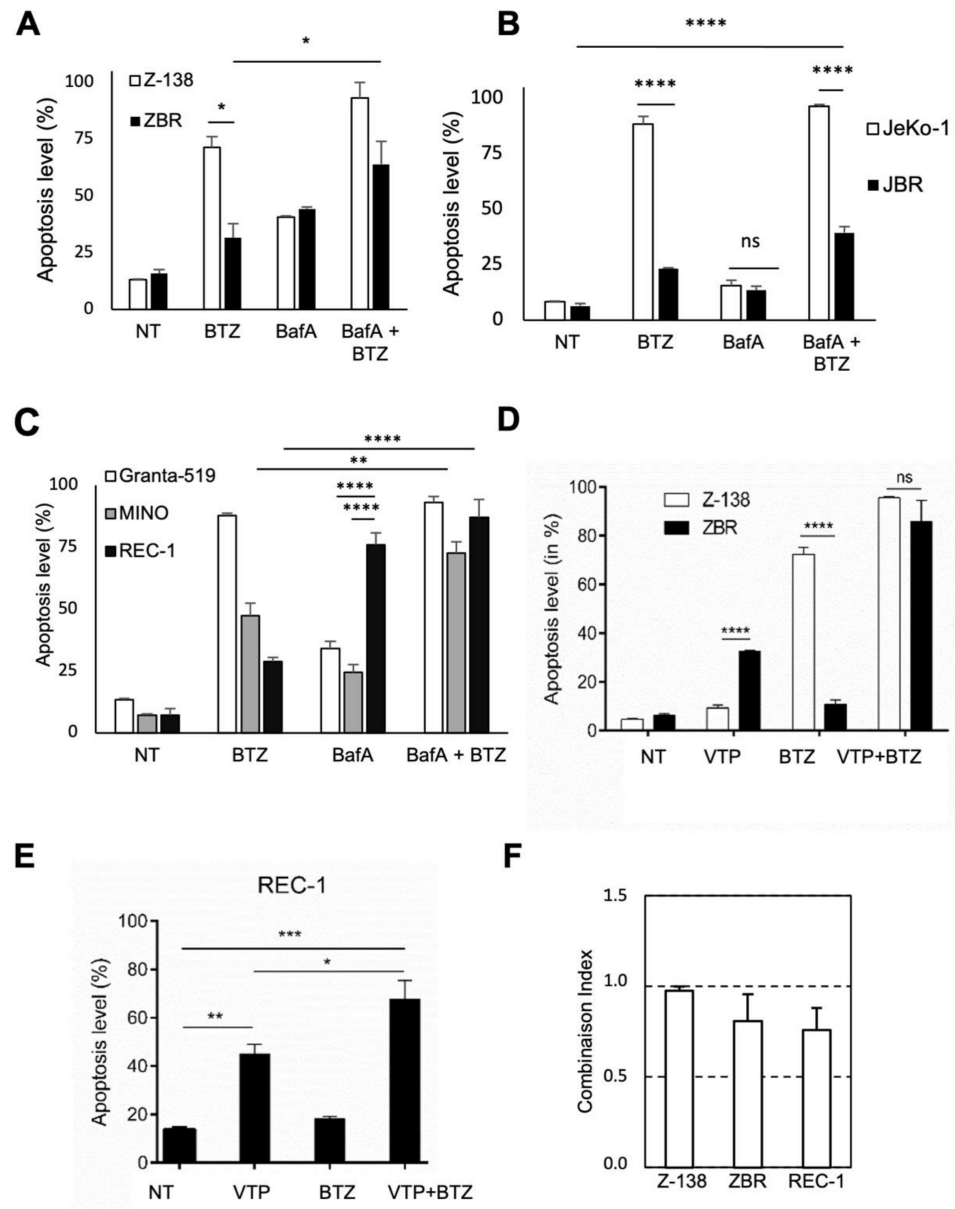 A
*
100
Z-138
ZBR
*
75
50
25
0
Apoptosis level (%)
NT
BTZ
BafA
BafA +
BTZ
B
****
****
****
100
JeKo-1
JBR
75
50
ns
25
0
Apoptosis level (%)
NT
BTZ
BafA
BafA +
BTZ
C
****
**
Granta-519
MINO
REC-1
****
****
100
75
50
25
0
Apoptosis level (%)
NT
BTZ
BafA
BafA + BTZ
D
100
Z-138
ZBR
ns
****
80
60
****
40
20
0
Apoptosis level (in %)
NT
VTP
BTZ
VTP+BTZ
E
REC-1
100
***
80
*
60
**
40
20
0
Apoptosis level (%)
NT
VTP
BTZ
VTP+BTZ
F
1.5
1.0
0.5
0.0
Combinaison Index
Z-138
ZBR
REC-1